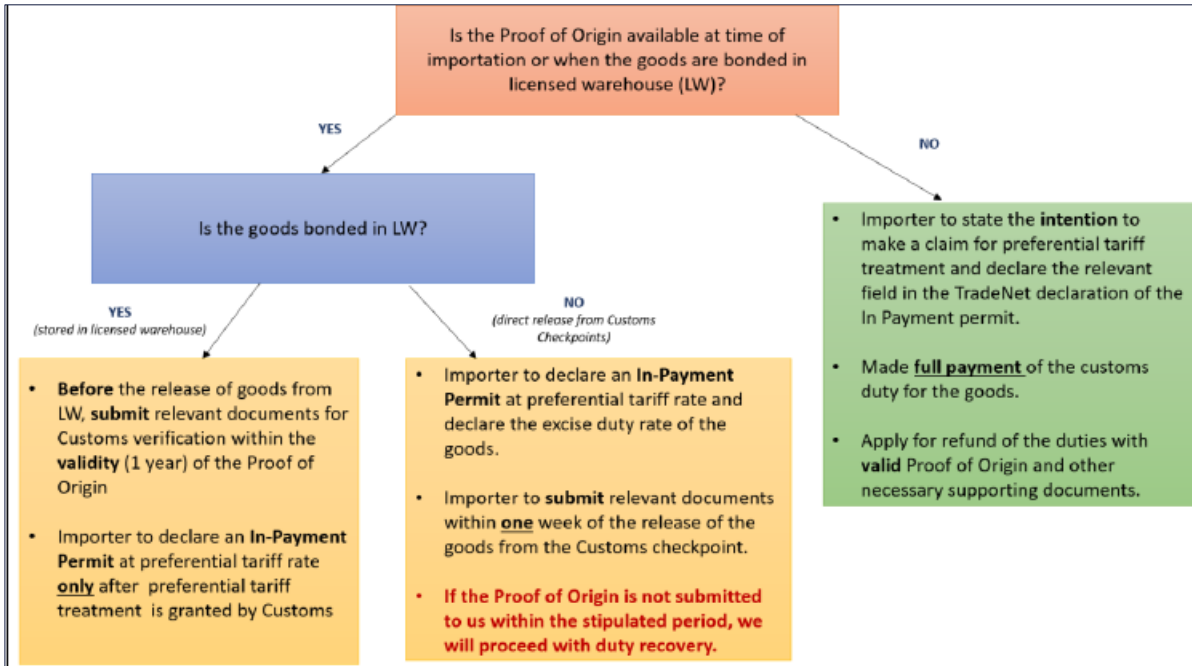 Is the Proof of Origin available at time of
importation or when the goods are bonded in
licensed warehouse (LW)?
YES
NO
Is the goods bonded in LW?
YES
(stored in licensed warehouse)
NO
(direct release from Customs
Checkpoints)
• Before the release of goods from
LW, submit relevant documents for
Customs verification within the
validity (1 year) of the Proof of
Origin
• Importer to declare an In-Payment
Permit at preferential tariff rate
only after preferential tariff
treatment is granted by Customs
• Importer to declare an In-Payment
Permit at preferential tariff rate and
declare the excise duty rate of the
goods.
• Importer to submit relevant documents
within one week of the release of the
goods from the Customs checkpoint.
• If the Proof of Origin is not submitted
to us within the stipulated period, we
will proceed with duty recovery.
• Importer to state the intention to
make a claim for preferential tariff
treatment and declare the relevant
field in the TradeNet declaration of the
In Payment permit.
• Made full payment of the customs
duty for the goods.
• Apply for refund of the duties with
valid Proof of Origin and other
necessary supporting documents.